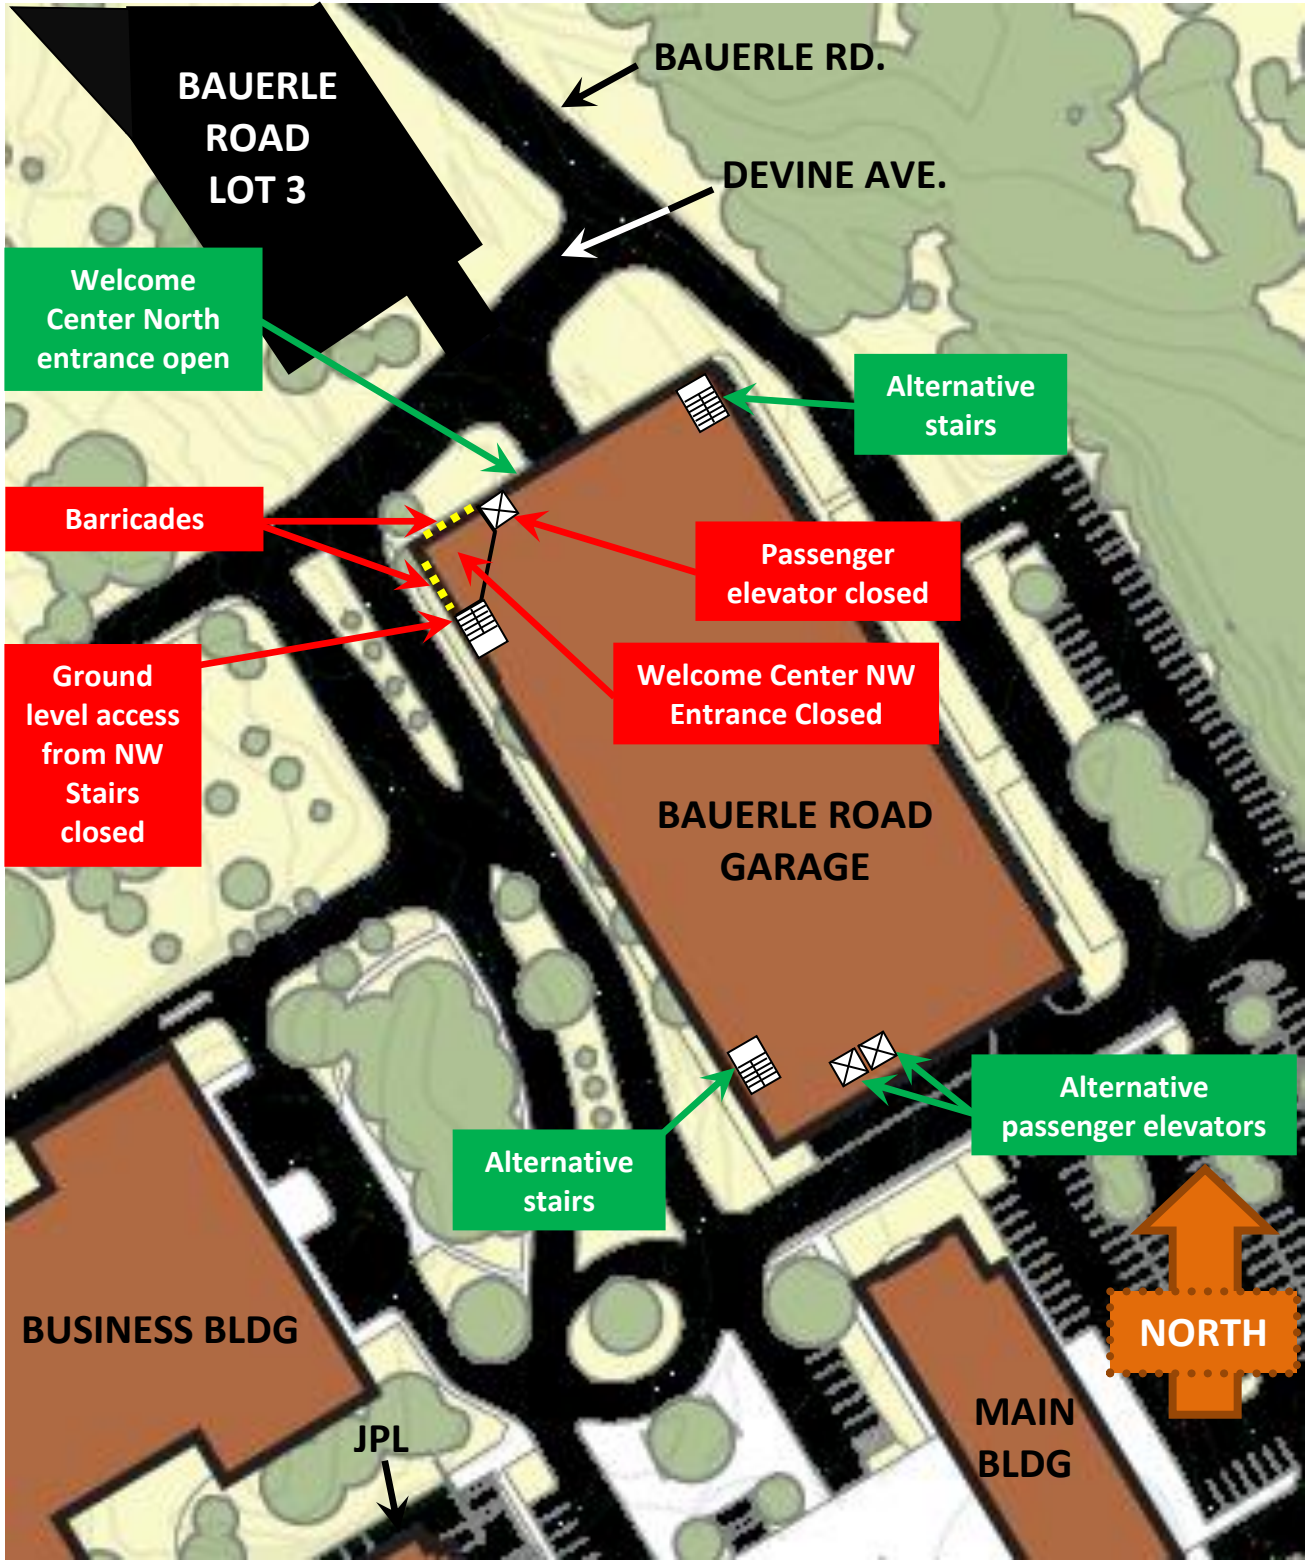 BAUERLE
ROAD
LOT 3
BAUERLE RD.
DEVINE AVE.
Welcome
Center North
entrance open
Alternative
stairs
Barricades
Passenger
elevator closed
Ground
level access
from NW
Stairs
closed
Welcome Center NW
Entrance Closed
BAUERLE ROAD
GARAGE
Alternative
passenger elevators
Alternative
stairs
BUSINESS BLDG
NORTH
MAIN
BLDG
JPL